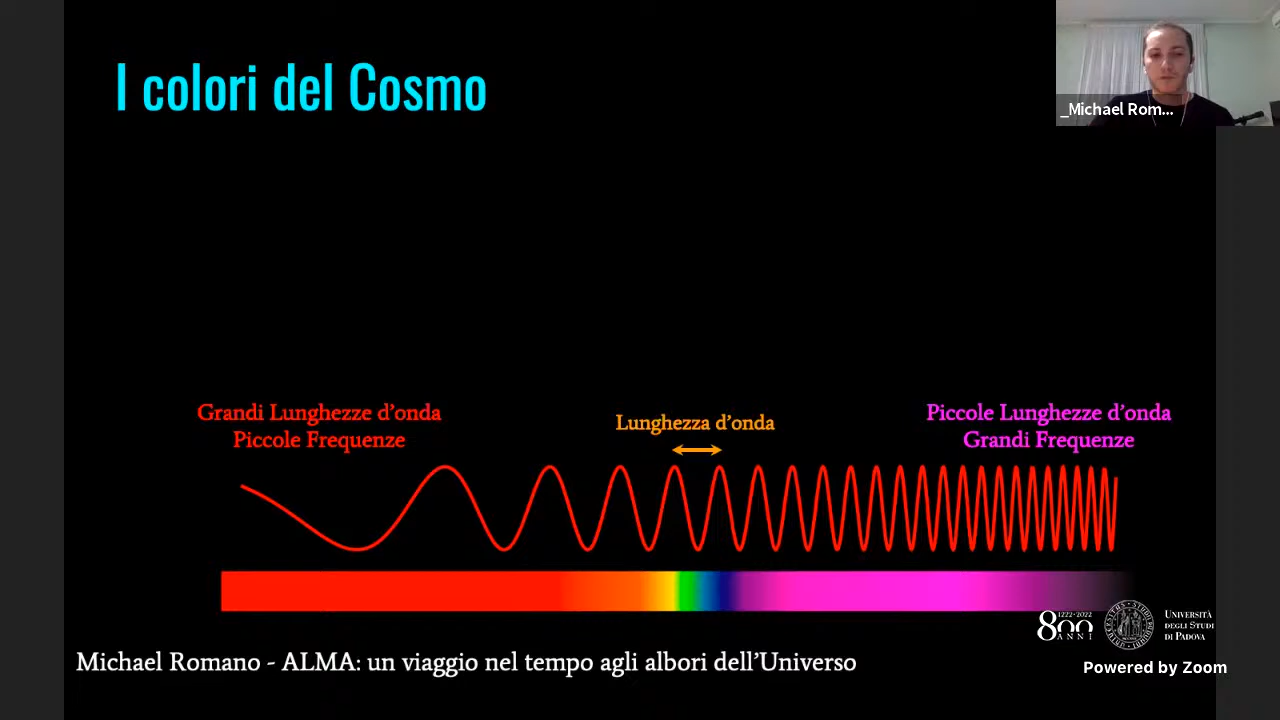 I colori del Cosmo
_Michael Rom...
Grandi Lunghezze d’onda
Piccole Frequenze
Lunghezza d’onda
Piccole Lunghezze d’onda
Grandi Frequenze
1222·2022
800
ANNI
UNIVERSITÀ
DEGLI STUDI
DI PADOVA
Michael Romano - ALMA: un viaggio nel tempo agli albori dell’Universo
Powered by Zoom